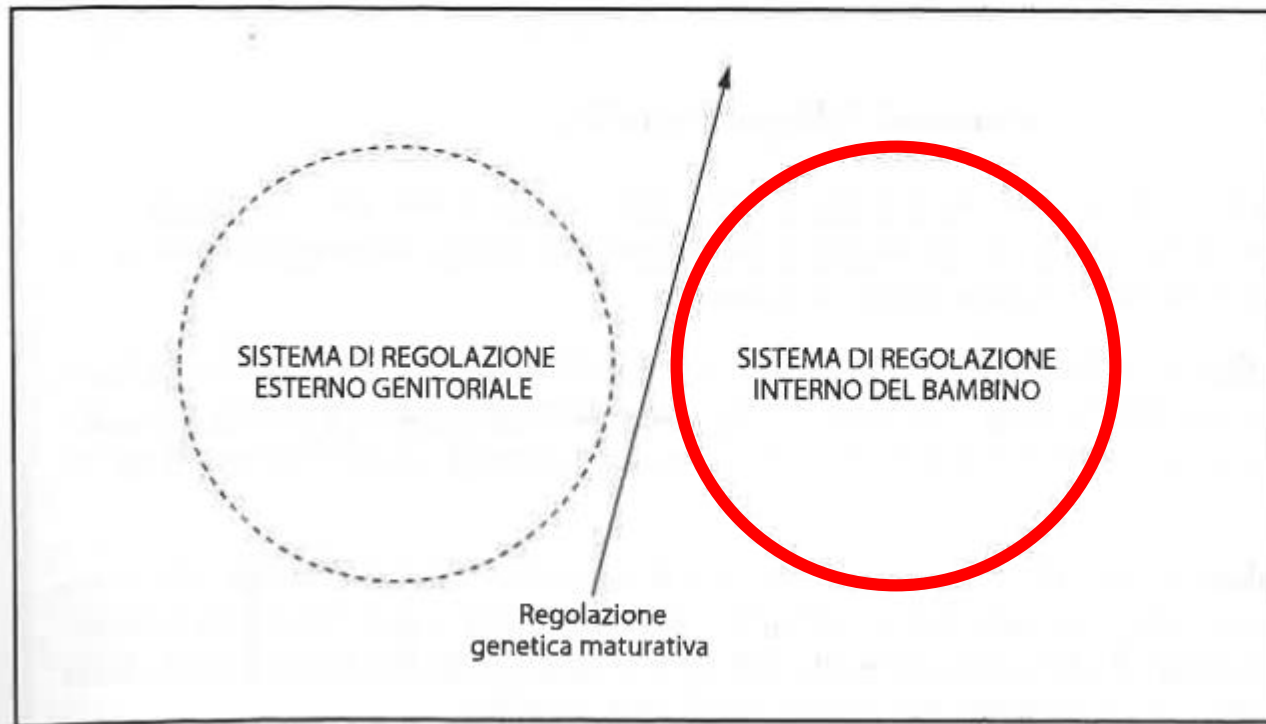 SISTEMA DI REGOLAZIONE
ESTERNO GENITORIALE
SISTEMA DI REGOLAZIONE
INTERNO DEL BAMBINO
Regolazione
genetica maturativa